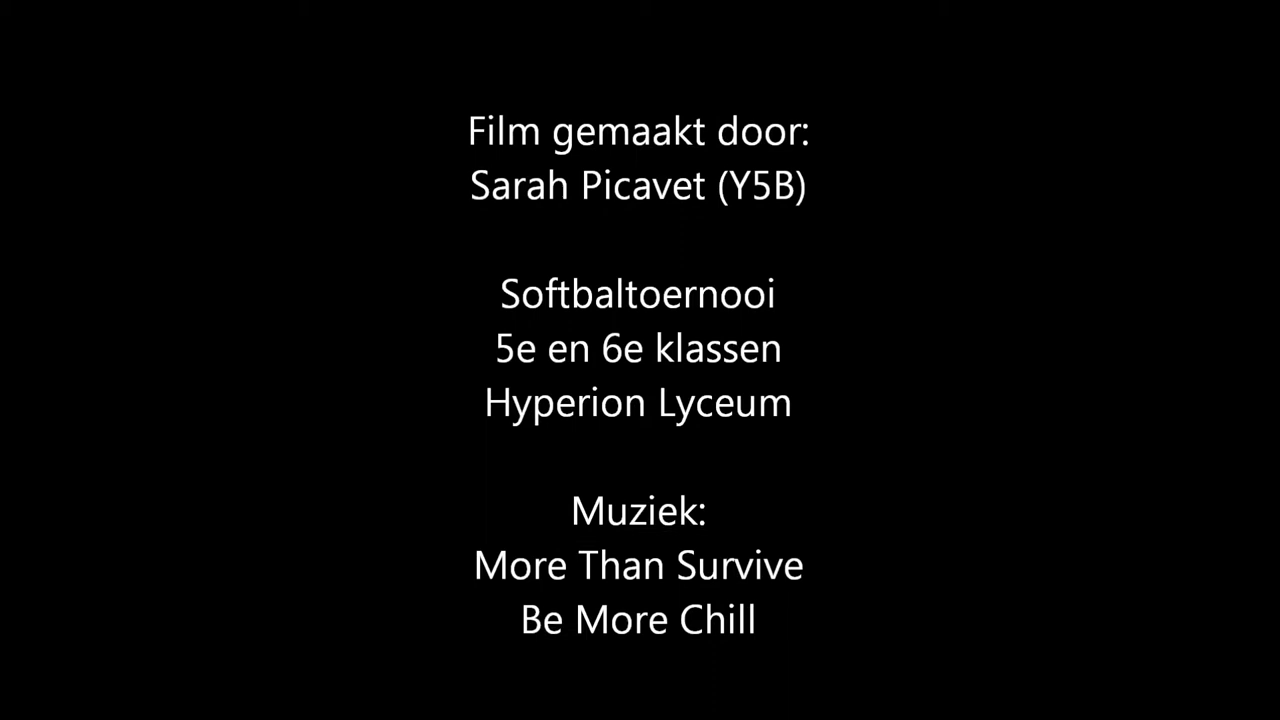 Film gemaakt door:
Sarah Picavet (Y5B)
Softbaltoernooi
5e en 6e klassen
Hyperion Lyceum
Muziek:
More Than Survive
Be More Chill